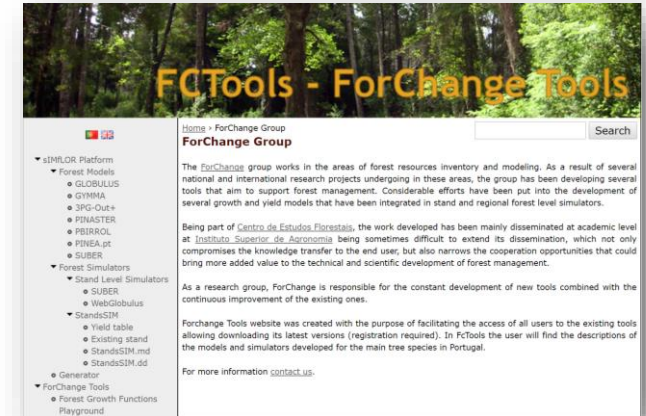 FCTools - ForChange Tools
Home › ForChange Group
Search
ForChange Group
▾ sIMfLOR Platform
▾ Forest Models
GLOBULUS
GYMMA
3PG-Out+
PINASTER
PBIRROL
PINEA.pt
SUBER
▾ Forest Simulators
▾ Stand Level Simulators
SUBER
WebGlobulus
▾ StandsSIM
Yield table
Existing stand
StandsSIM.md
StandsSIM.dd
Generator
▾ ForChange Tools
Forest Growth Functions
Playground
The ForChange group works in the areas of forest resources inventory and modeling. As a result of several
national and international research projects undergoing in these areas, the group has been developing several
tools that aim to support forest management. Considerable efforts have been put into the development of
several growth and yield models that have been integrated in stand and regional forest level simulators.
Being part of Centro de Estudos Florestais, the work developed has been mainly disseminated at academic level
at Instituto Superior de Agronomia being sometimes difficult to extend its dissemination, which not only
compromises the knowledge transfer to the end user, but also narrows the cooperation opportunities that could
bring more added value to the technical and scientific development of forest management.
As a research group, ForChange is responsible for the constant development of new tools combined with the
continuous improvement of the existing ones.
Forchange Tools website was created with the purpose of facilitating the access of all users to the existing tools
allowing downloading its latest versions (registration required). In FcTools the user will find the descriptions of
the models and simulators developed for the main tree species in Portugal.
For more information contact us.